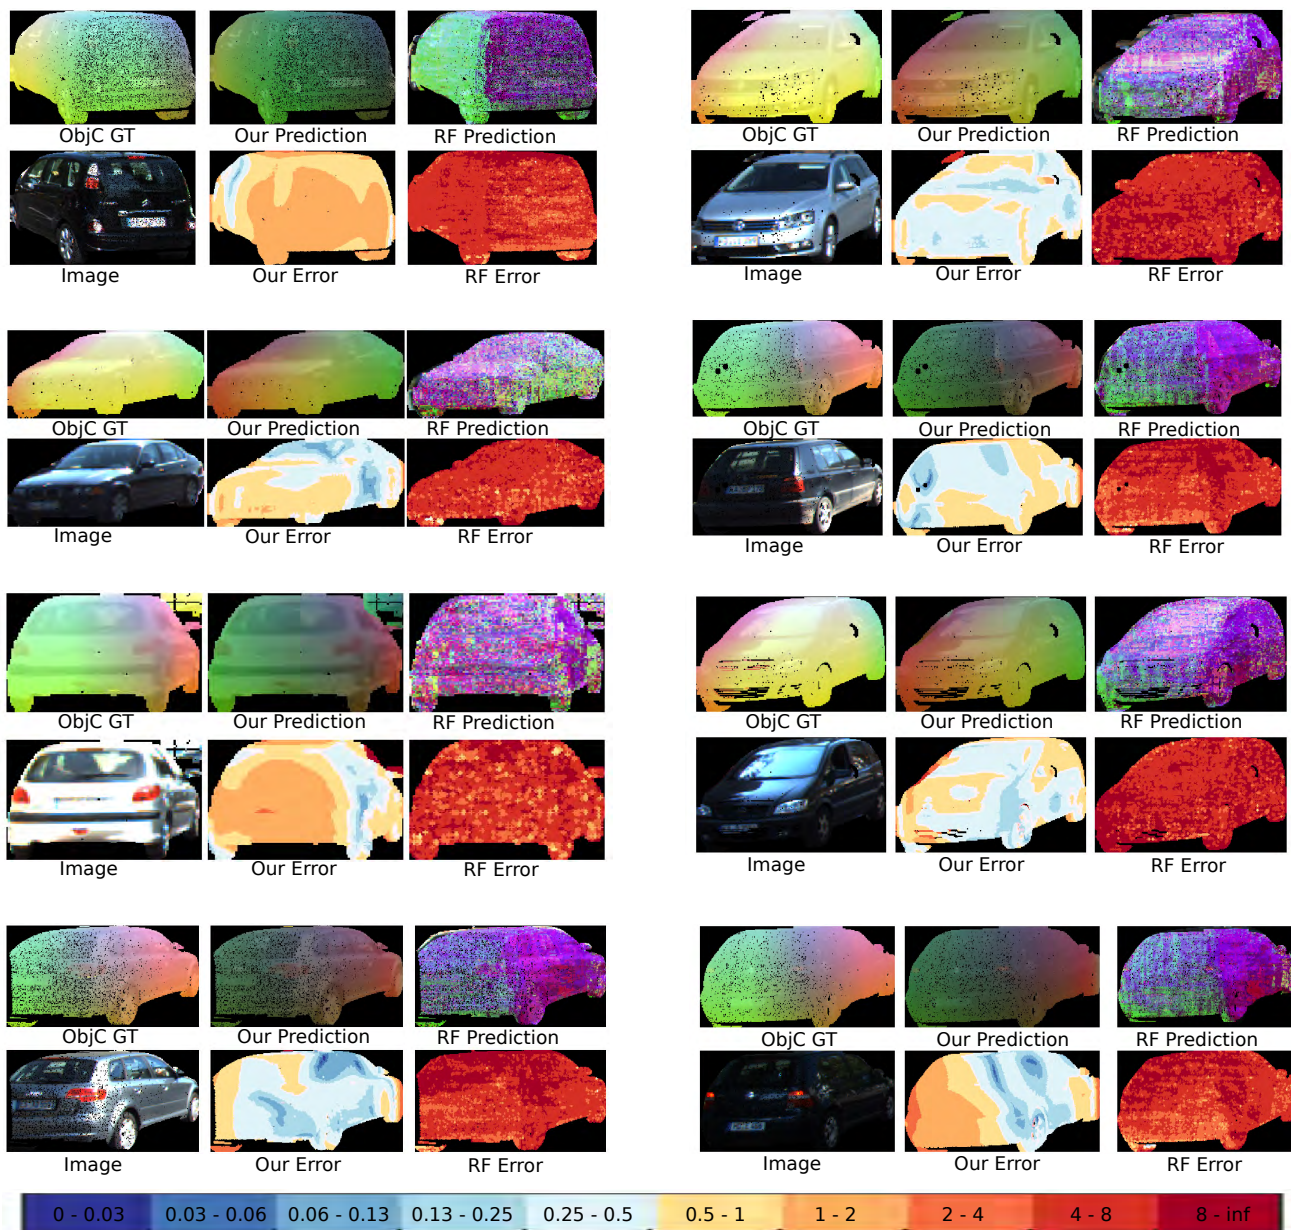 ObjC GT Our Prediction RF Prediction ObjC GT Our Prediction RF Prediction
Image Our Error RF Error Image Our Error RF Error
ObjC GT Our Prediction RF Prediction ObjC GT Our Prediction RF Prediction
Image Our Error RF Error Image Our Error RF Error
ObjC GT Our Prediction RF Prediction ObjC GT Our Prediction RF Prediction
Image Our Error RF Error Image Our Error RF Error
ObjC GT Our Prediction RF Prediction ObjC GT Our Prediction RF Prediction
Image Our Error RF Error Image Our Error RF Error
0 - 0.03 0.03 - 0.06 0.06 - 0.13 0.13 - 0.25 0.25 - 0.5 0.5 - 1 1 - 2 2 - 4 4 - 8 8 - inf